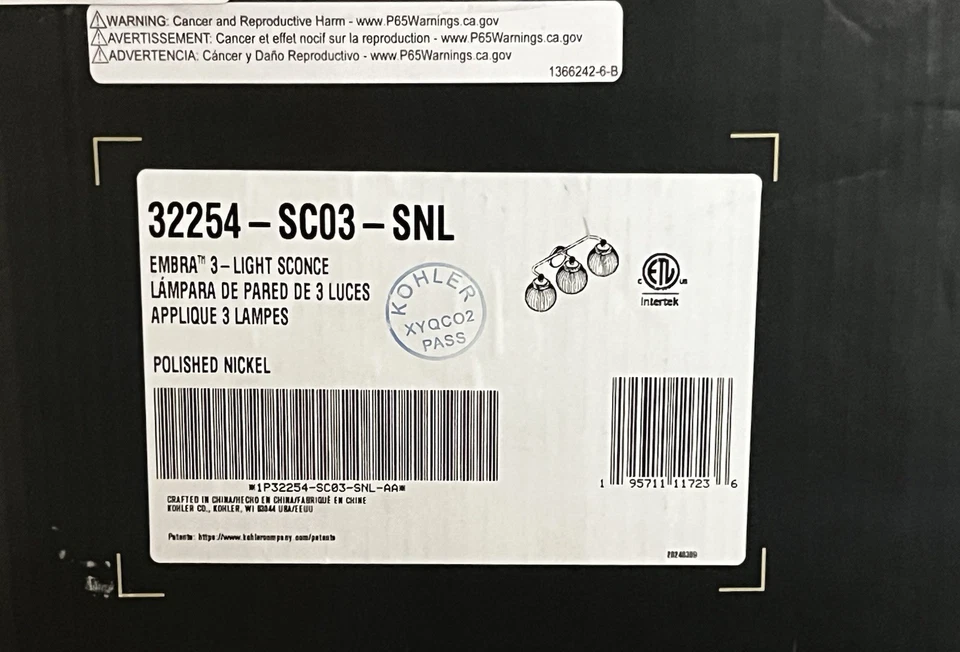 WARNING: Cancer and Reproductive Harm - www.P65Warnings.ca.gov
AVERTISSEMENT: Cancer et effet nocif sur la reproduction - www.P65Warnings.ca.gov
ADVERTENCIA: Cáncer y Daño Reproductivo - www.P65Warnings.ca.gov
1366242-6-B
32254-SC03-SNL
EMBRA™ 3-LIGHT SCONCE
LÁMPARA DE PARED DE 3 LUCES
APPLIQUE 3 LAMPES
KOHLER
XYQC02
PASS
C ETL US
Intertek
POLISHED NICKEL
*1P32254-SC03-SNL-AA*
1 95711 11723 6
CRAFTED IN CHINA/HECHO EN CHINA/FABRIQUÉ EN CHINE
KOHLER CO., KOHLER, WI 53044 USA/EEUU
Patents: https://www.kohlercompany.com/patents